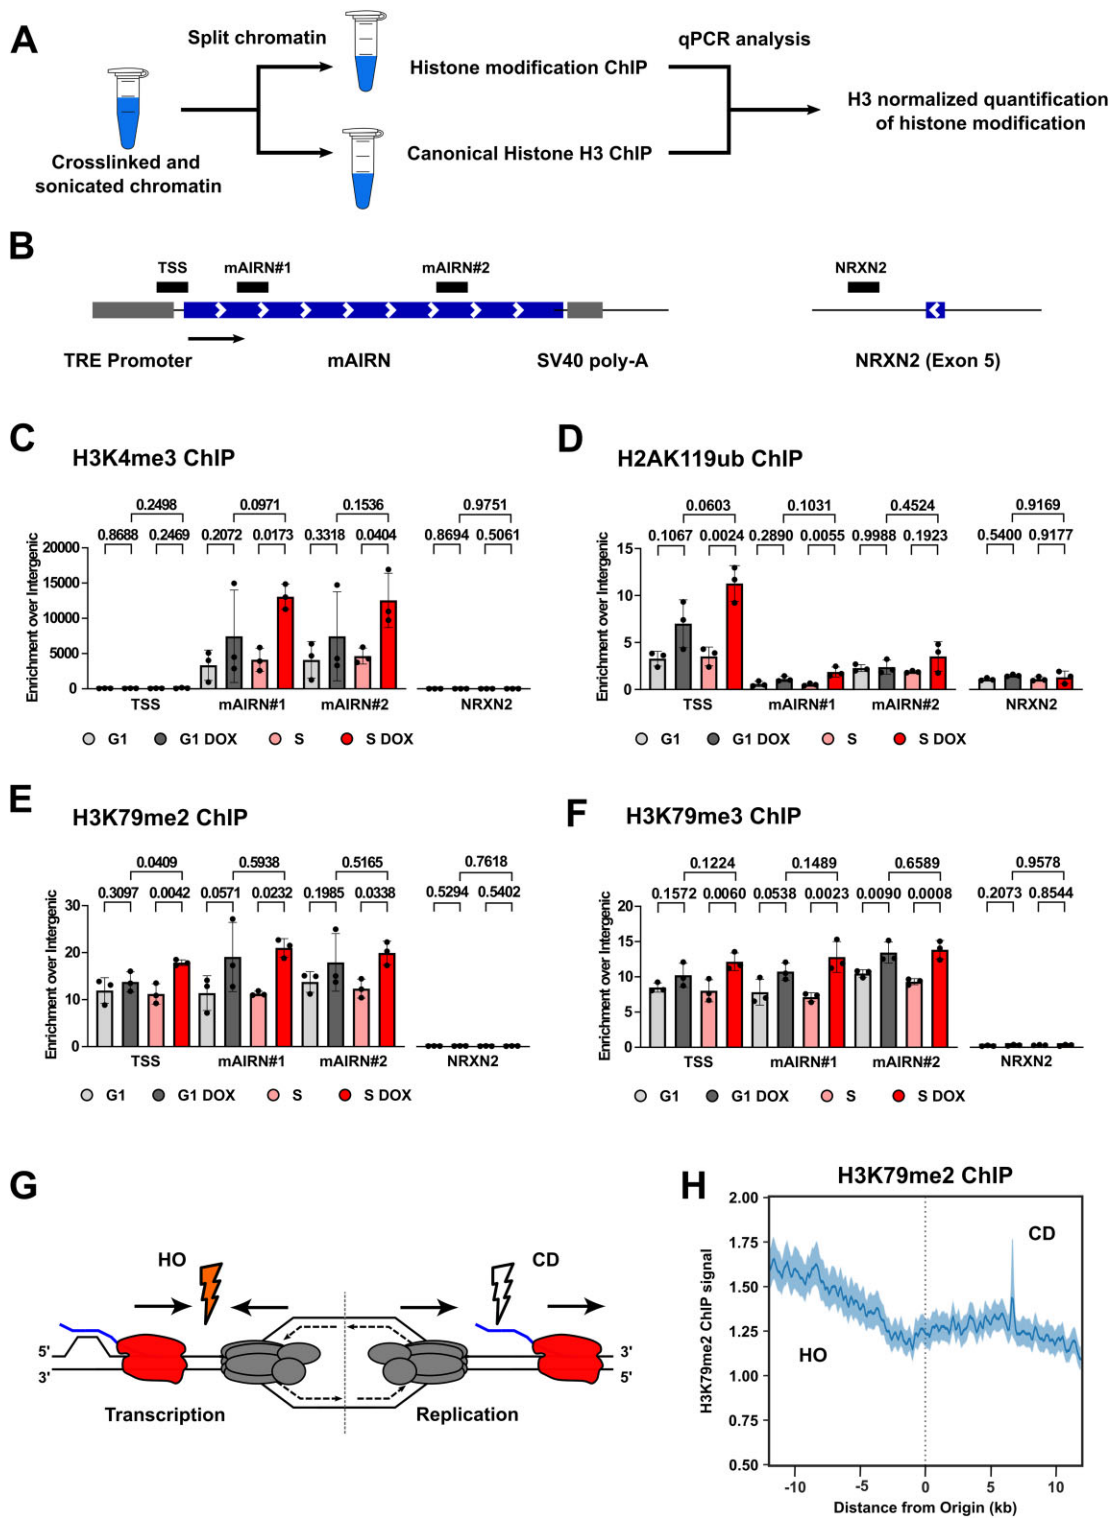 A
Split chromatin
qPCR analysis
Histone modification ChIP
H3 normalized quantification
of histone modification
Canonical Histone H3 ChIP
Crosslinked and
sonicated chromatin
B
TSS
mAIRN#1
mAIRN#2
NRXN2
TRE Promoter
mAIRN
SV40 poly-A
NRXN2 (Exon 5)
C
H3K4me3 ChIP
0.2498
0.0971
0.1536
0.9751
0.8688
0.2469
0.2072
0.0173
0.3318
0.0404
0.8694
0.5061
Enrichment over Intergenic
20000
15000
10000
5000
0
TSS
mAIRN#1
mAIRN#2
NRXN2
G1
G1 DOX
S
S DOX
D
H2AK119ub ChIP
0.0603
0.1031
0.4524
0.9169
0.1067
0.0024
0.2890
0.0055
0.9988
0.1923
0.5400
0.9177
Enrichment over Intergenic
15
10
5
0
TSS
mAIRN#1
mAIRN#2
NRXN2
G1
G1 DOX
S
S DOX
E
H3K79me2 ChIP
0.0409
0.5938
0.5165
0.7618
0.3097
0.0042
0.0571
0.0232
0.1985
0.0338
0.5294
0.5402
Enrichment over Intergenic
30
20
10
0
TSS
mAIRN#1
mAIRN#2
NRXN2
G1
G1 DOX
S
S DOX
F
H3K79me3 ChIP
0.1224
0.1489
0.6589
0.9578
0.1572
0.0060
0.0538
0.0023
0.0090
0.0008
0.2073
0.8544
Enrichment over Intergenic
20
15
10
5
0
TSS
mAIRN#1
mAIRN#2
NRXN2
G1
G1 DOX
S
S DOX
G
HO
CD
5'
3'
3'
5'
Transcription
Replication
H
H3K79me2 ChIP
H3K79me2 ChIP signal
2.00
1.75
1.50
1.25
1.00
0.75
0.50
CD
HO
-10
-5
0
5
10
Distance from Origin (kb)